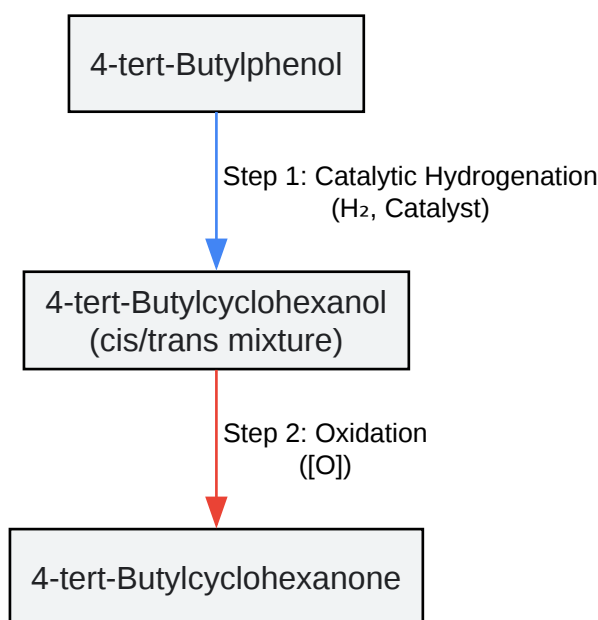 4-tert-Butylphenol
Step 1: Catalytic Hydrogenation
(H₂, Catalyst)
4-tert-Butylcyclohexanol
(cis/trans mixture)
Step 2: Oxidation
([O])
4-tert-Butylcyclohexanone